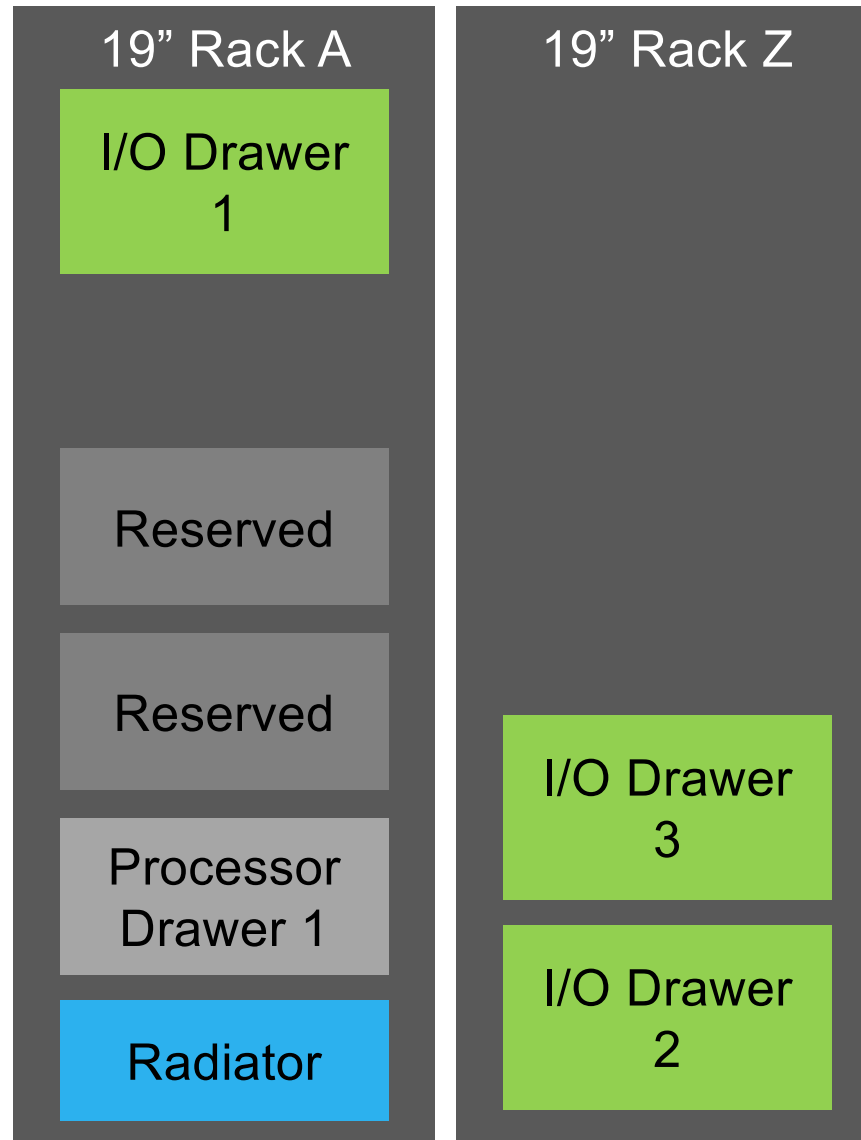 19” Rack A
I/O Drawer
1
Reserved
Reserved
Processor
Drawer 1
Radiator
19” Rack Z
I/O Drawer
3
I/O Drawer
2